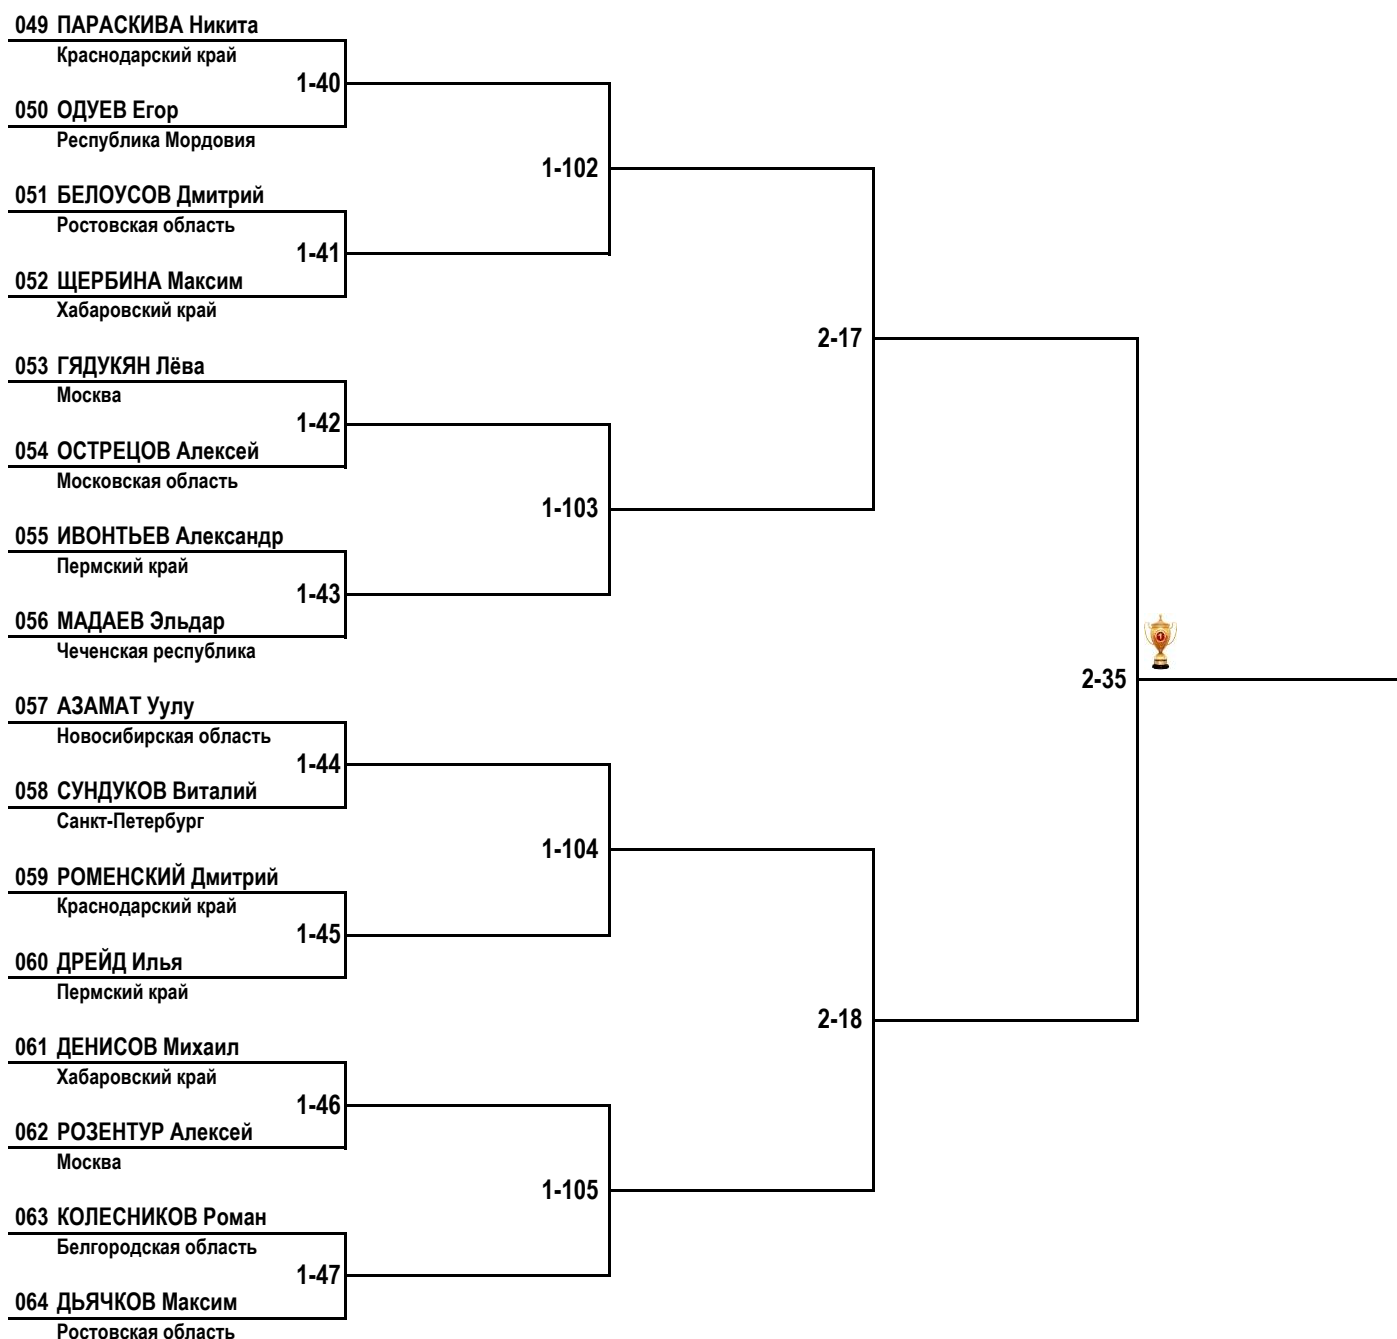 049 ПАРАСКИВА Никита
Краснодарский край
1-40
050 ОДУЕВ Егор
Республика Мордовия
1-102
051 БЕЛОУСОВ Дмитрий
Ростовская область
1-41
052 ЩЕРБИНА Максим
Хабаровский край
2-17
053 ГЯДУКЯН Лёва
Москва
1-42
054 ОСТРЕЦОВ Алексей
Московская область
1-103
055 ИВОНТЬЕВ Александр
Пермский край
1-43
056 МАДАЕВ Эльдар
Чеченская республика
2-35
057 АЗАМАТ Уулу
Новосибирская область
1-44
058 СУНДУКОВ Виталий
Санкт-Петербург
1-104
059 РОМЕНСКИЙ Дмитрий
Краснодарский край
1-45
060 ДРЕЙД Илья
Пермский край
2-18
061 ДЕНИСОВ Михаил
Хабаровский край
1-46
062 РОЗЕНТУР Алексей
Москва
1-105
063 КОЛЕСНИКОВ Роман
Белгородская область
1-47
064 ДЬЯЧКОВ Максим
Ростовская область